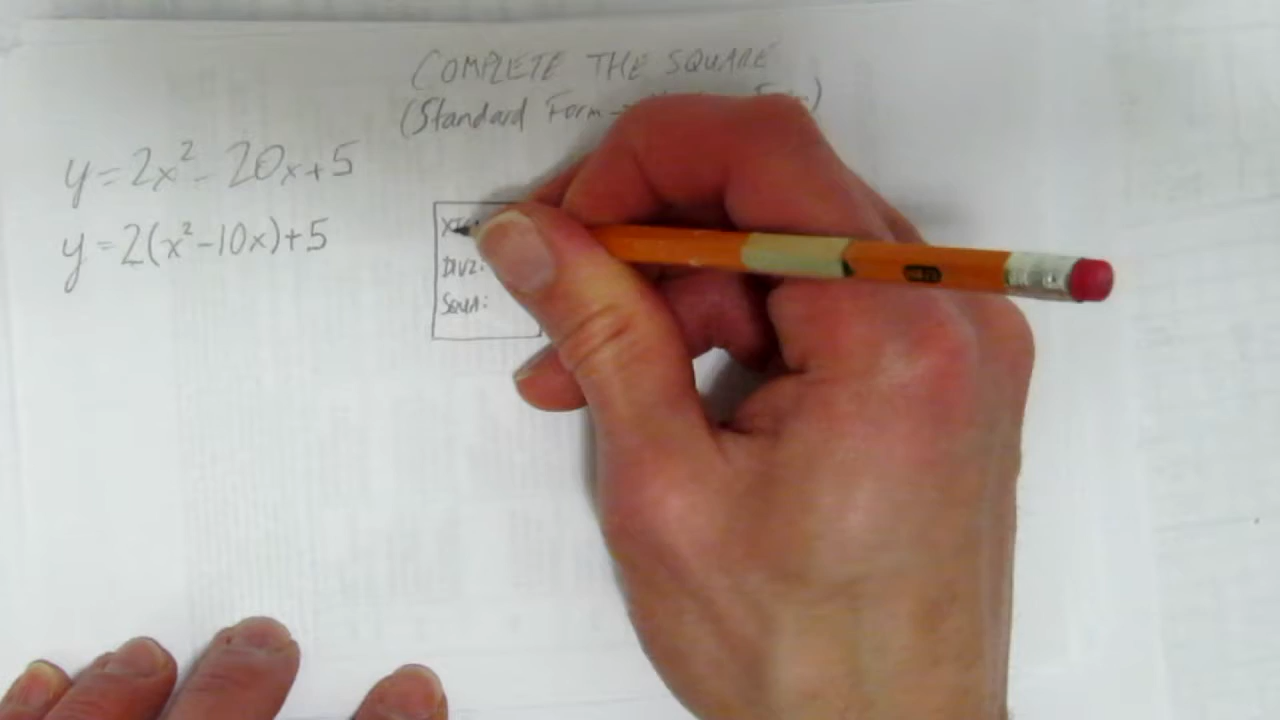 COMPLETE THE SQUARE
(Standard Form
y = 2x² - 20x + 5
y = 2(x² - 10x) + 5
DIV2:
SQUA: